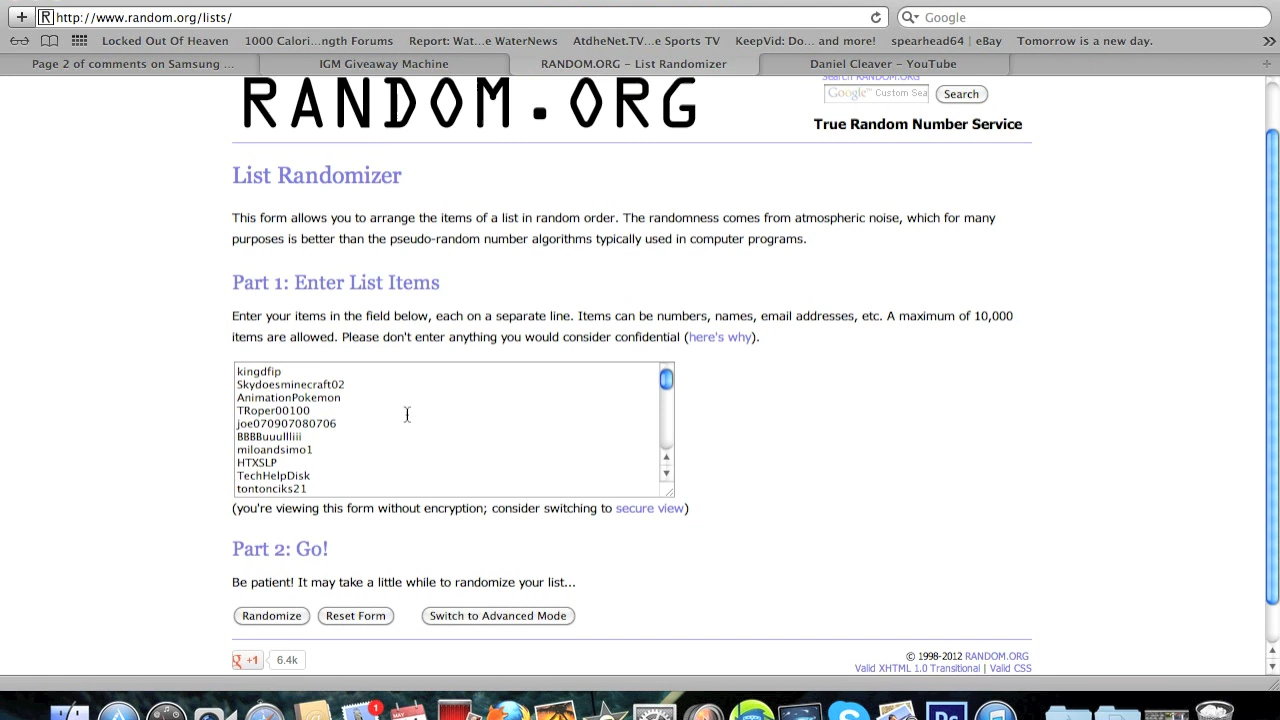 http://www.random.org/lists/
Google
Locked Out Of Heaven
1000 Calori...ngth Forums
Report: Wat...e WaterNews
AtdheNet.TV...e Sports TV
KeepVid: Do... and more!
spearhead64 | eBay
Tomorrow is a new day.
Page 2 of comments on Samsung ...
IGM Giveaway Machine
RANDOM.ORG - List Randomizer
Daniel Cleaver - YouTube
Search RANDOM.ORG
RANDOM.ORG
Google™ Custom Sea
Search
True Random Number Service
List Randomizer
This form allows you to arrange the items of a list in random order. The randomness comes from atmospheric noise, which for many
purposes is better than the pseudo-random number algorithms typically used in computer programs.
Part 1: Enter List Items
Enter your items in the field below, each on a separate line. Items can be numbers, names, email addresses, etc. A maximum of 10,000
items are allowed. Please don't enter anything you would consider confidential (here's why).
kingdfip
Skydoesminecraft02
AnimationPokemon
TRoper00100
joe070907080706
miloandsimo1
HTXSLP
TechHelpDisk
tontonciks21
(you're viewing this form without encryption; consider switching to secure view)
Part 2: Go!
Be patient! It may take a little while to randomize your list...
Randomize
Reset Form
Switch to Advanced Mode
+1
6.4k
© 1998-2012 RANDOM.ORG
Valid XHTML 1.0 Transitional | Valid CSS
1
MAY
Ps